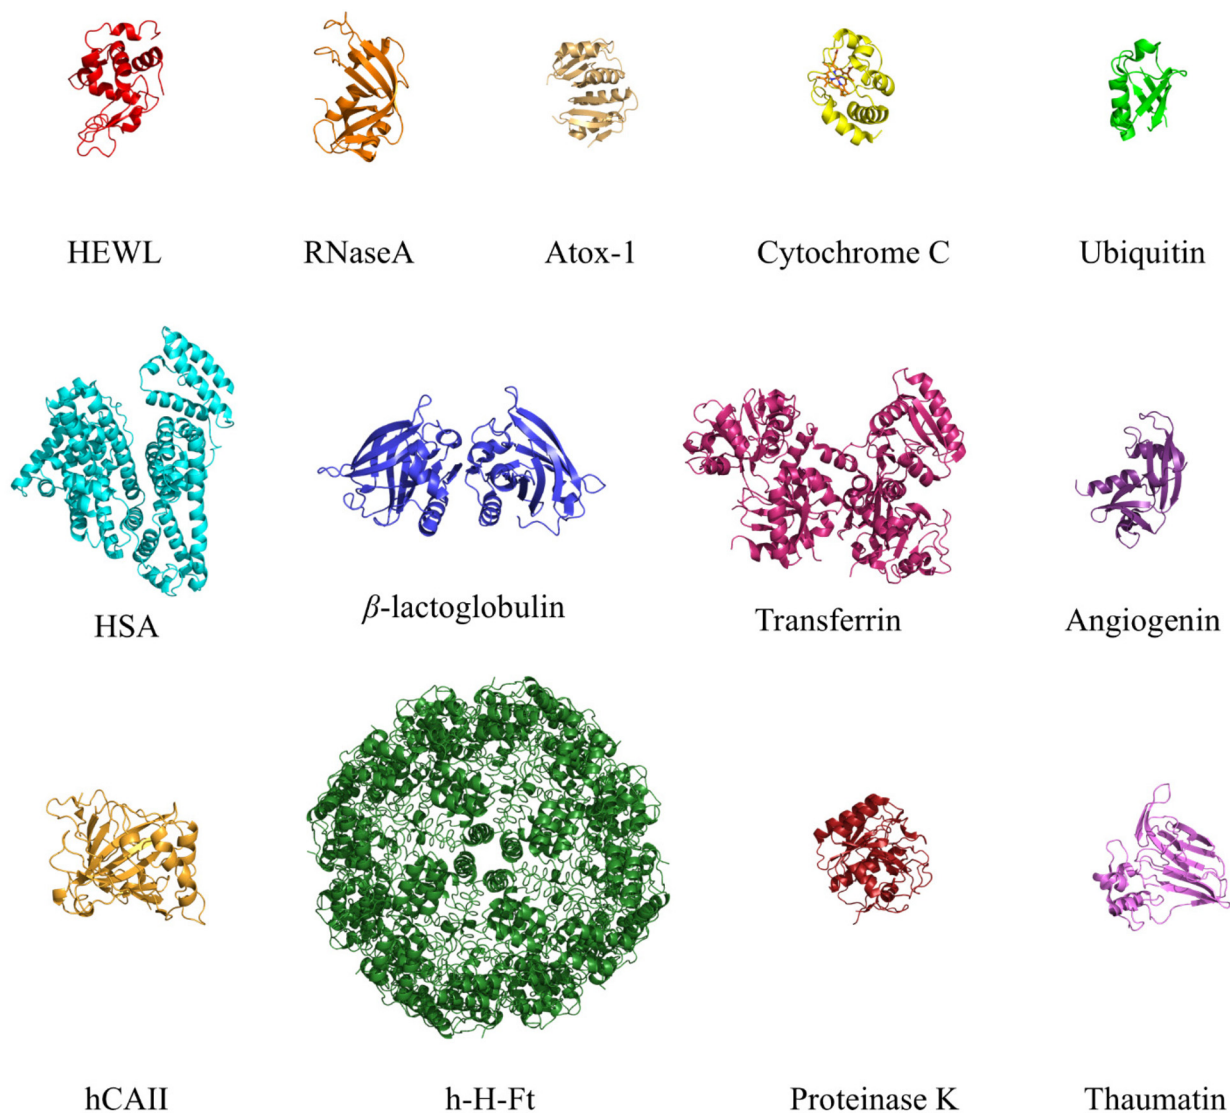 HEWL
RNaseA
Atox-1
Cytochrome C
Ubiquitin
HSA
β-lactoglobulin
Transferrin
Angiogenin
hCAII
h-H-Ft
Proteinase K
Thaumatin